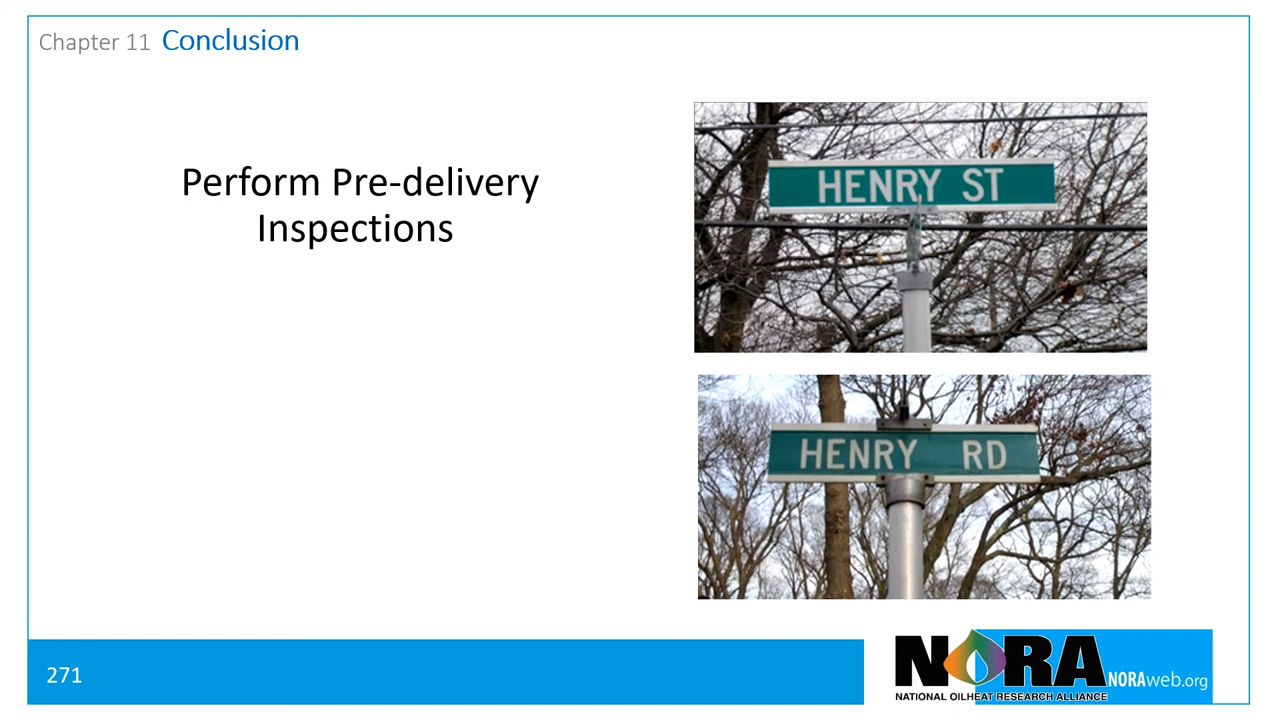 Chapter 11 Conclusion
Perform Pre-delivery
Inspections
HENRY ST
HENRY RD
271
NORA
NORAweb.org
NATIONAL OILHEAT RESEARCH ALLIANCE